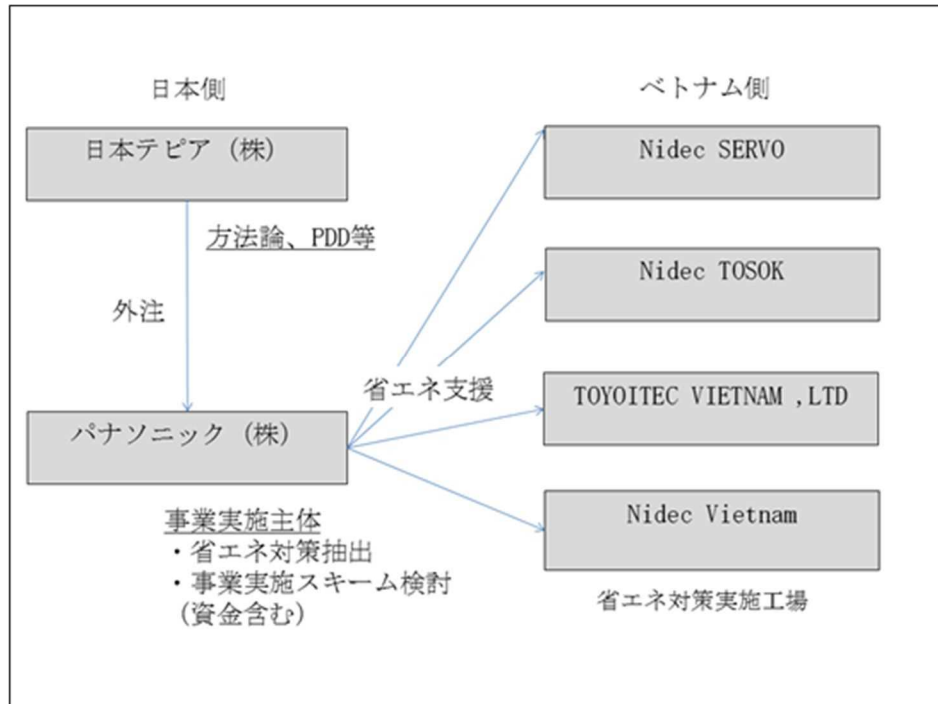 日本側
日本テピア（株）
方法論、PDD等
外注
パナソニック（株）
事業実施主体
・省エネ対策抽出
・事業実施スキーム検討
（資金含む）
省エネ支援
ベトナム側
Nidec SERVO
Nidec TOSOK
TOYOITEC VIETNAM ,LTD
Nidec Vietnam
省エネ対策実施工場